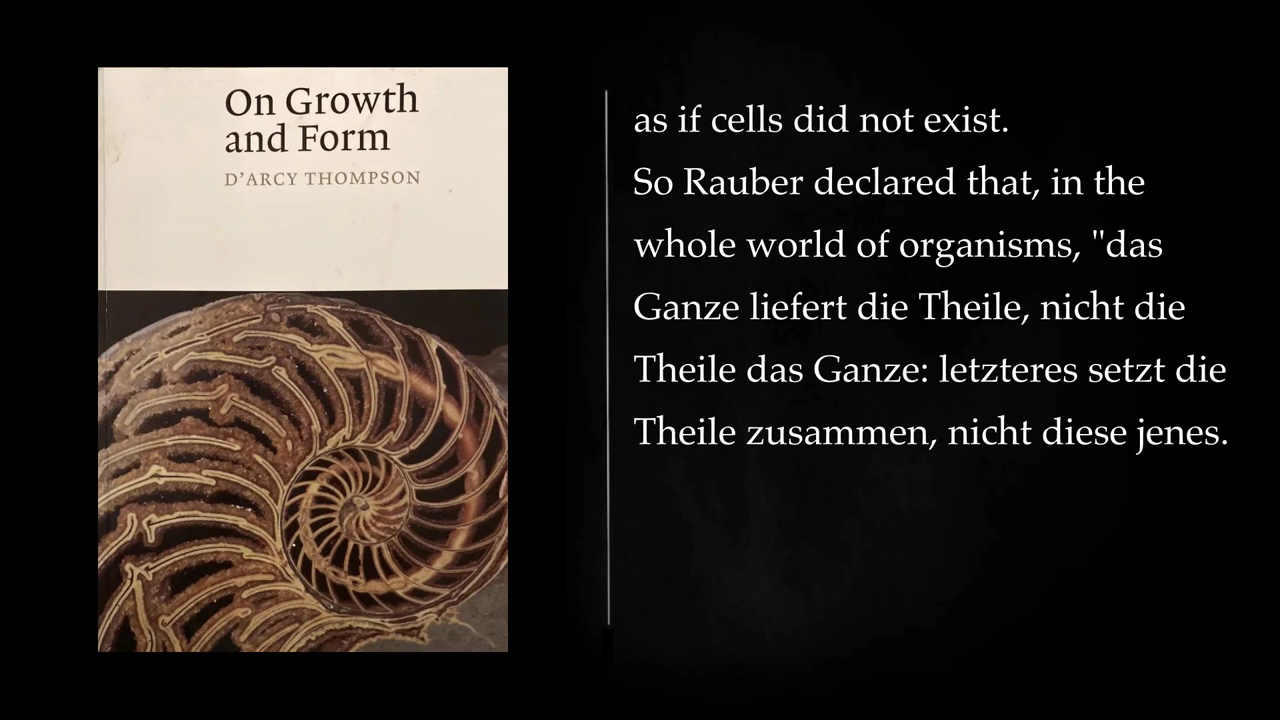 On Growth
and Form
D'ARCY THOMPSON
as if cells did not exist.
So Rauber declared that, in the
whole world of organisms, "das
Ganze liefert die Theile, nicht die
Theile das Ganze: letzteres setzt die
Theile zusammen, nicht diese jenes.